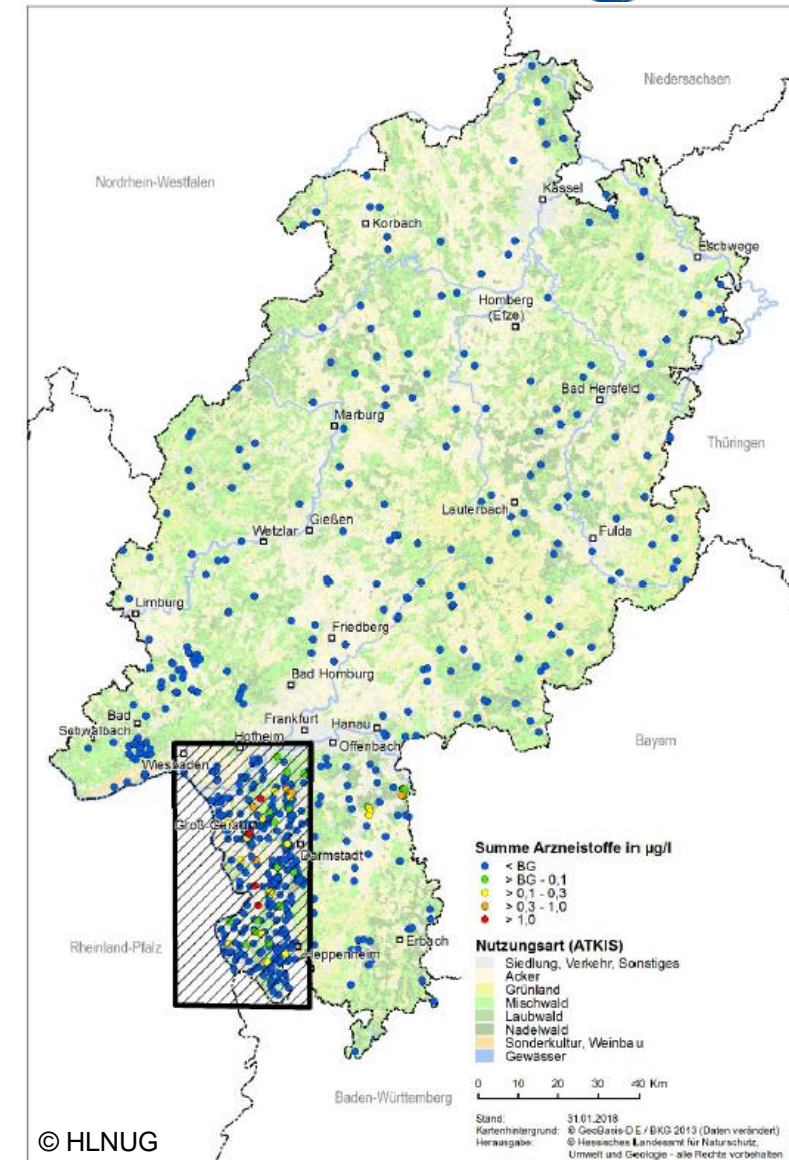 Niedersachsen
Nordrhein-Westfalen
Kassel
Korbach
Eschwege
Homberg
(Efze)
Bad Hersfeld
Marburg
Thüringen
Lauterbach
Gießen
Wetzlar
Fulda
Limburg
Friedberg
Bad Homburg
Bad
Schwalbach
Frankfurt
Hanau
Hofheim
Offenbach
Bayern
Wiesbaden
Groß-Gerau
Darmstadt
Summe Arzneistoffe in µg/l
< BG
> BG - 0,1
> 0,1 - 0,3
> 0,3 - 1,0
> 1,0
Rheinland-Pfalz
Erbach
Heppenheim
Nutzungsart (ATKIS)
Siedlung, Verkehr, Sonstiges
Acker
Grünland
Mischwald
Laubwald
Nadelwald
Sonderkultur, Weinbau
Gewässer
0 10 20 30 40 Km
Baden-Württemberg
Stand: 31.01.2018
Kartenhintergrund: © GeoBasis-DE / BKG 2013 (Daten verändert)
Herausgabe: © Hessisches Landesamt für Naturschutz,
Umwelt und Geologie - alle Rechte vorbehalten
© HLNUG